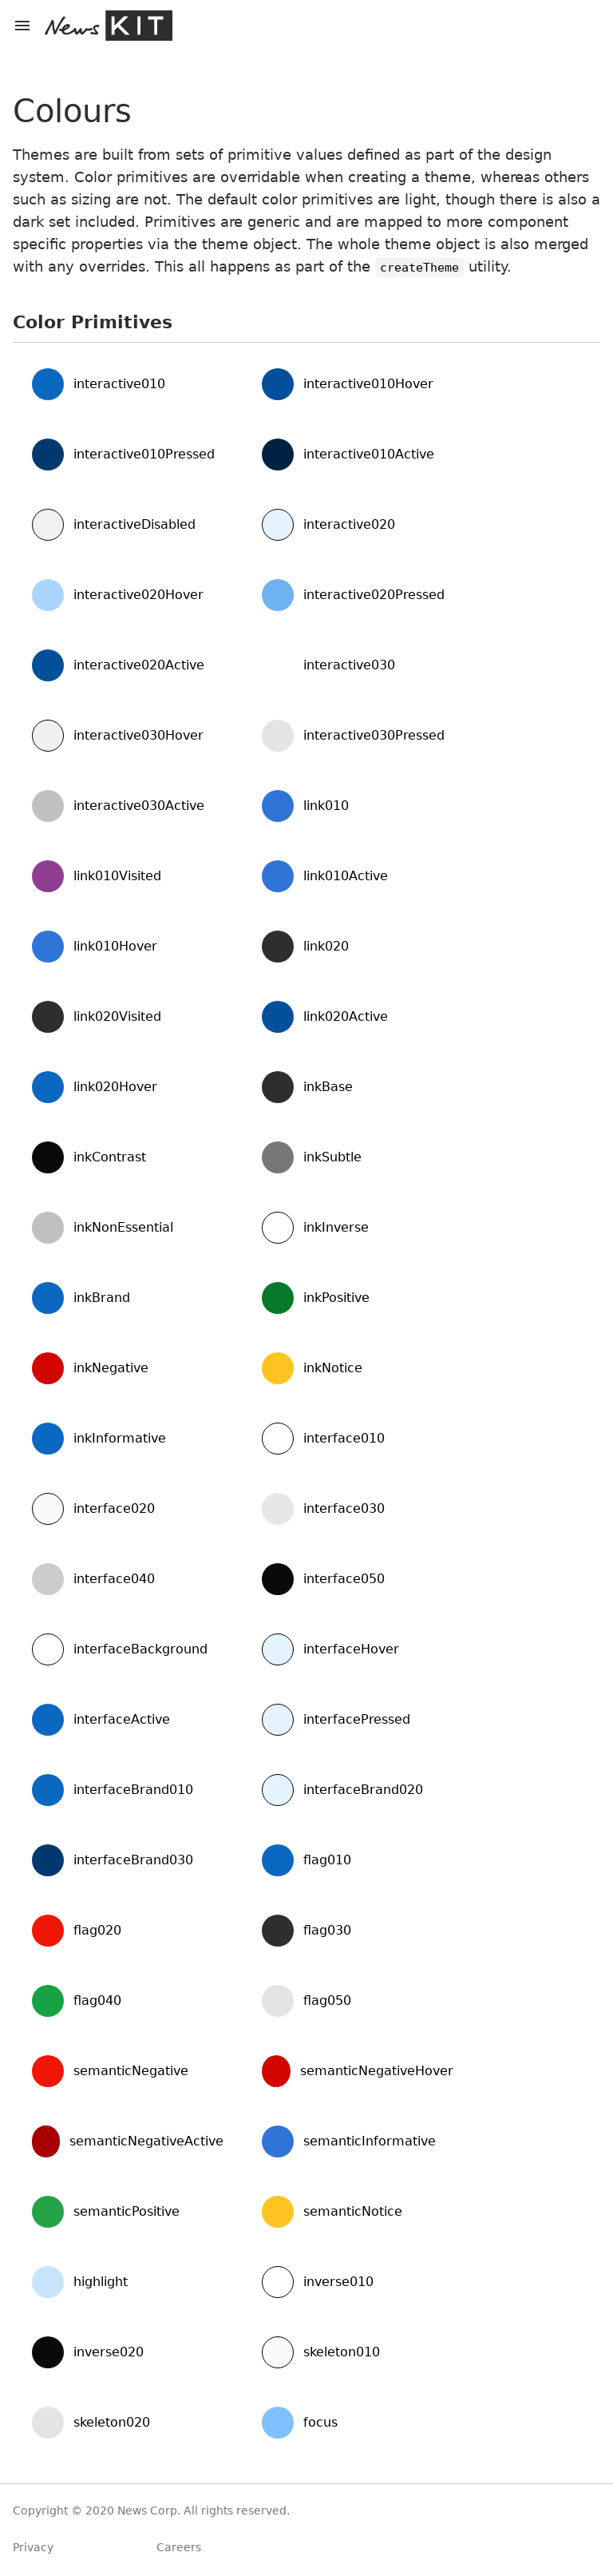 News KIT
Colours
Themes are built from sets of primitive values defined as part of the design
system. Color primitives are overridable when creating a theme, whereas others
such as sizing are not. The default color primitives are light, though there is also a
dark set included. Primitives are generic and are mapped to more component
specific properties via the theme object. The whole theme object is also merged
with any overrides. This all happens as part of the createTheme utility.
Color Primitives
interactive010 interactive010Hover
interactive010Pressed interactive010Active
interactiveDisabled interactive020
interactive020Hover interactive020Pressed
interactive020Active interactive030
interactive030Hover interactive030Pressed
interactive030Active link010
link010Visited link010Active
link010Hover link020
link020Visited link020Active
link020Hover inkBase
inkContrast inkSubtle
inkNonEssential inkInverse
inkBrand inkPositive
inkNegative inkNotice
inkInformative interface010
interface020 interface030
interface040 interface050
interfaceBackground interfaceHover
interfaceActive interfacePressed
interfaceBrand010 interfaceBrand020
interfaceBrand030 flag010
flag020 flag030
flag040 flag050
semanticNegative semanticNegativeHover
semanticNegativeActive semanticInformative
semanticPositive semanticNotice
highlight inverse010
inverse020 skeleton010
skeleton020 focus
Copyright © 2020 News Corp. All rights reserved.
Privacy Careers